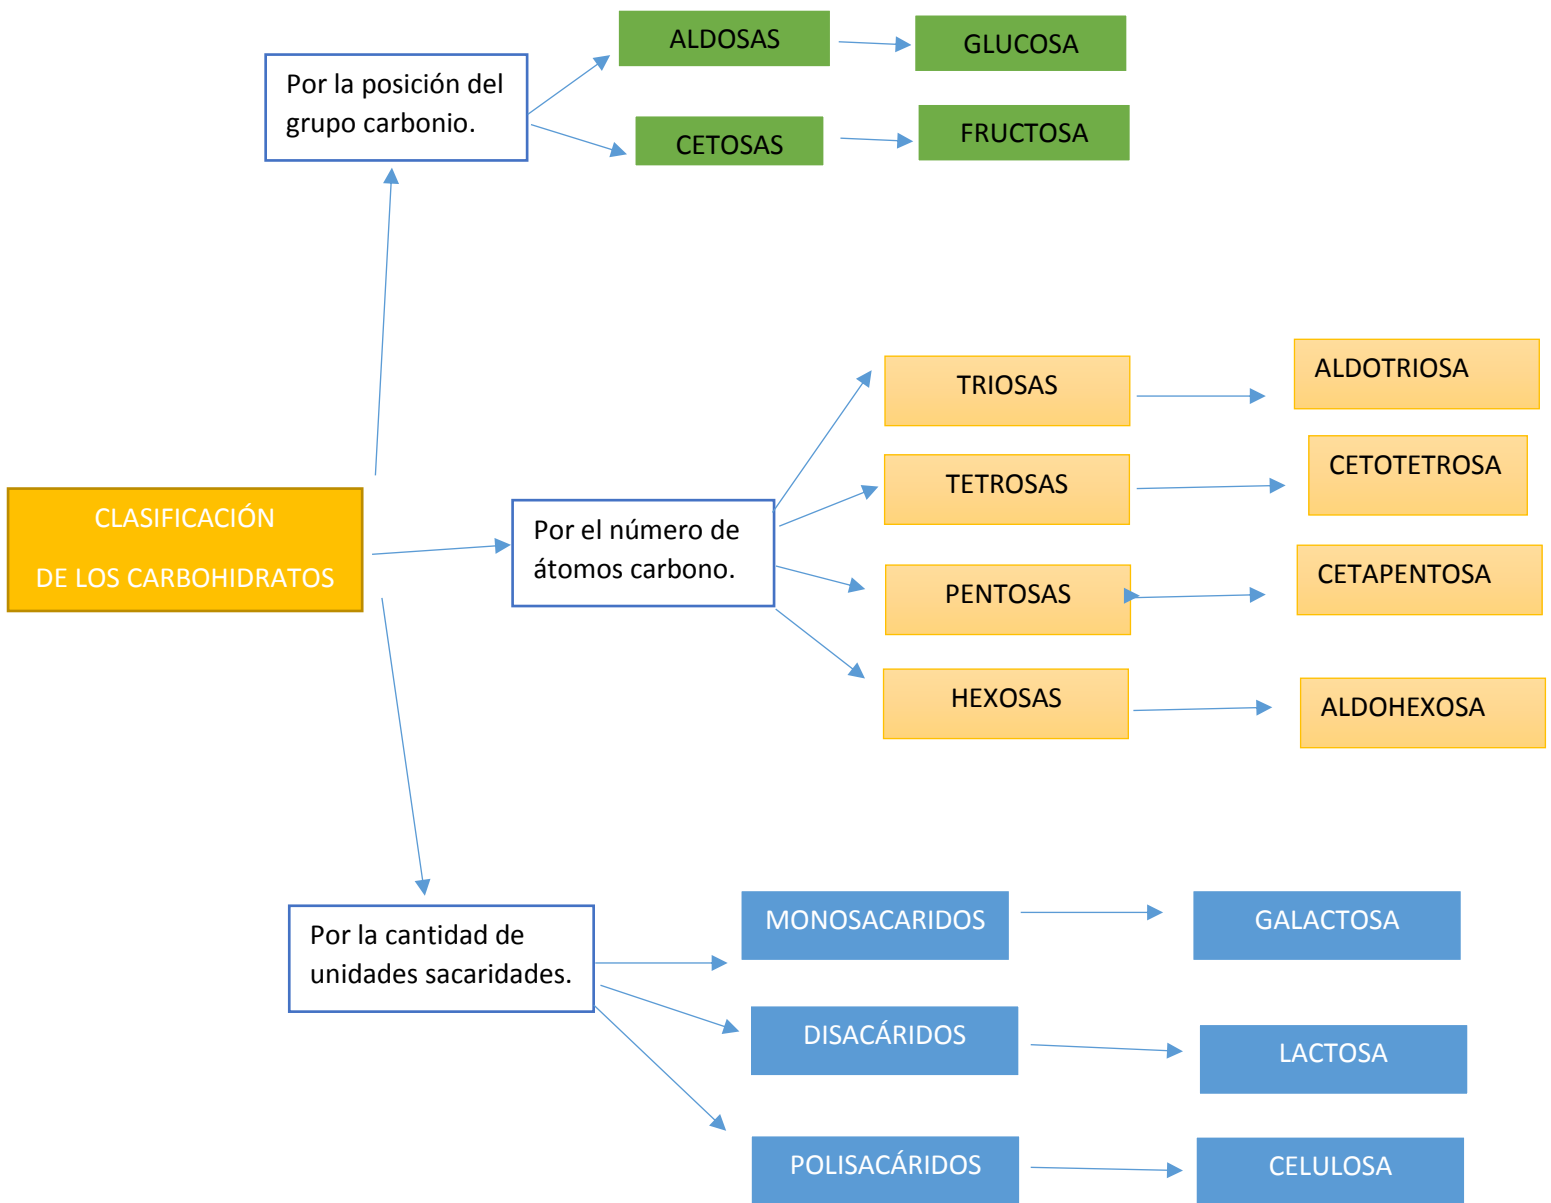 ALDOSAS
GLUCOSA
Por la posición del
grupo carbonio.
CETOSAS
FRUCTOSA
TRIOSAS
ALDOTRIOSA
TETROSAS
CETOTETROSA
CLASIFICACIÓN
DE LOS CARBOHIDRATOS
Por el número de
átomos carbono.
PENTOSAS
CETAPENTOSA
HEXOSAS
ALDOHEXOSA
Por la cantidad de
unidades sacaridades.
MONOSACARIDOS
GALACTOSA
DISACÁRIDOS
LACTOSA
POLISACÁRIDOS
CELULOSA